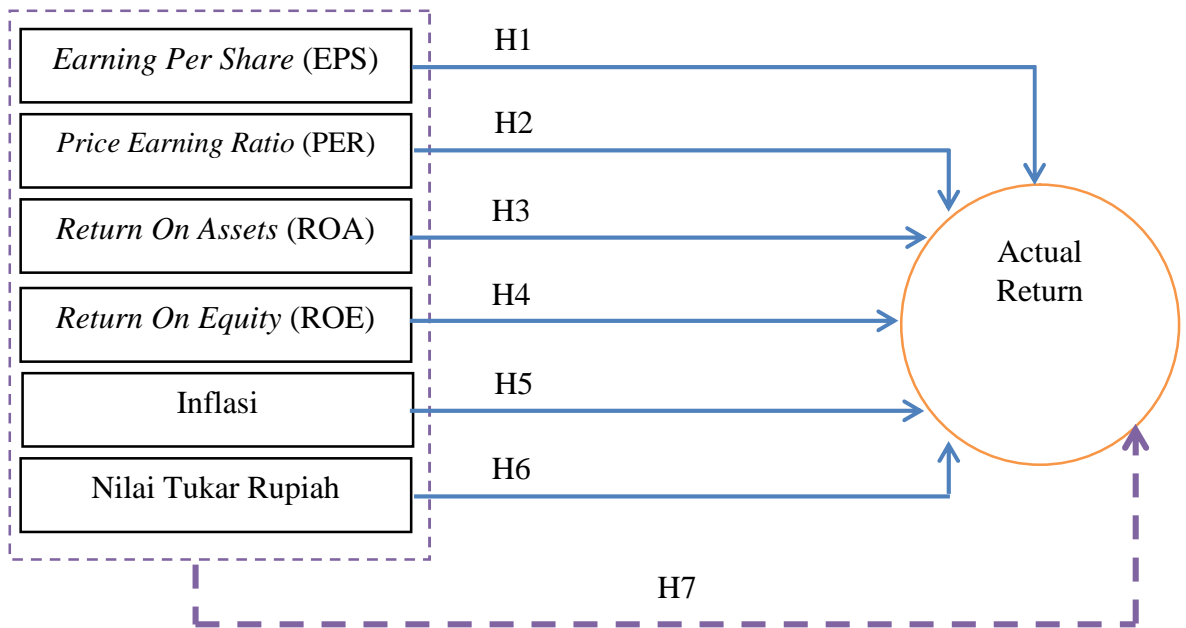 H1
Earning Per Share (EPS)
H2
Price Earning Ratio (PER)
H3
Return On Assets (ROA)
Actual
Return
H4
Return On Equity (ROE)
H5
Inflasi
H6
Nilai Tukar Rupiah
H7